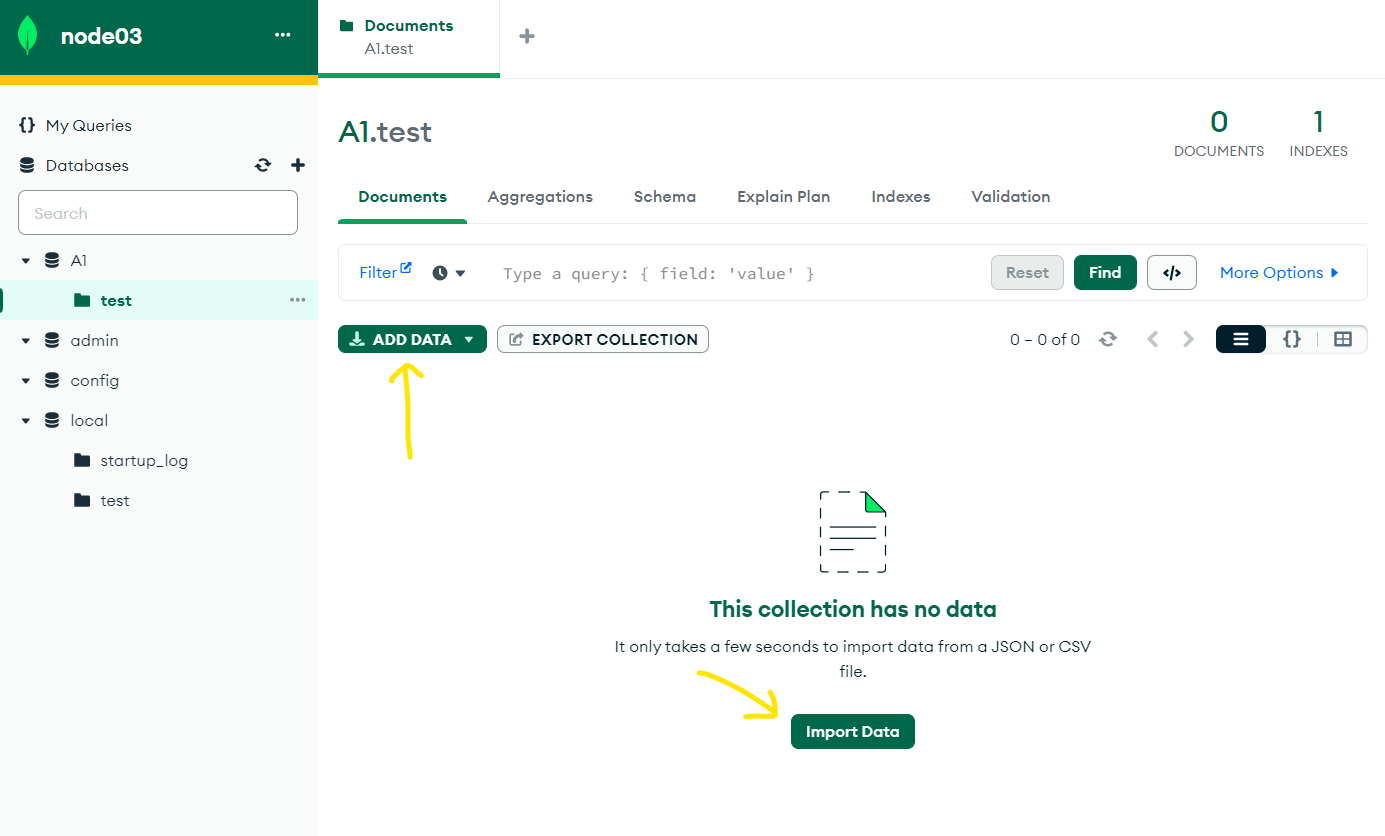 node03
Documents
A1.test
My Queries
Databases
Search
A1
test
admin
config
local
startup_log
test
A1.test
0
DOCUMENTS
1
INDEXES
Documents
Aggregations
Schema
Explain Plan
Indexes
Validation
Filter
Type a query: { field: 'value' }
Reset
Find
More Options
ADD DATA
EXPORT COLLECTION
0 – 0 of 0
This collection has no data
It only takes a few seconds to import data from a JSON or CSV
file.
Import Data